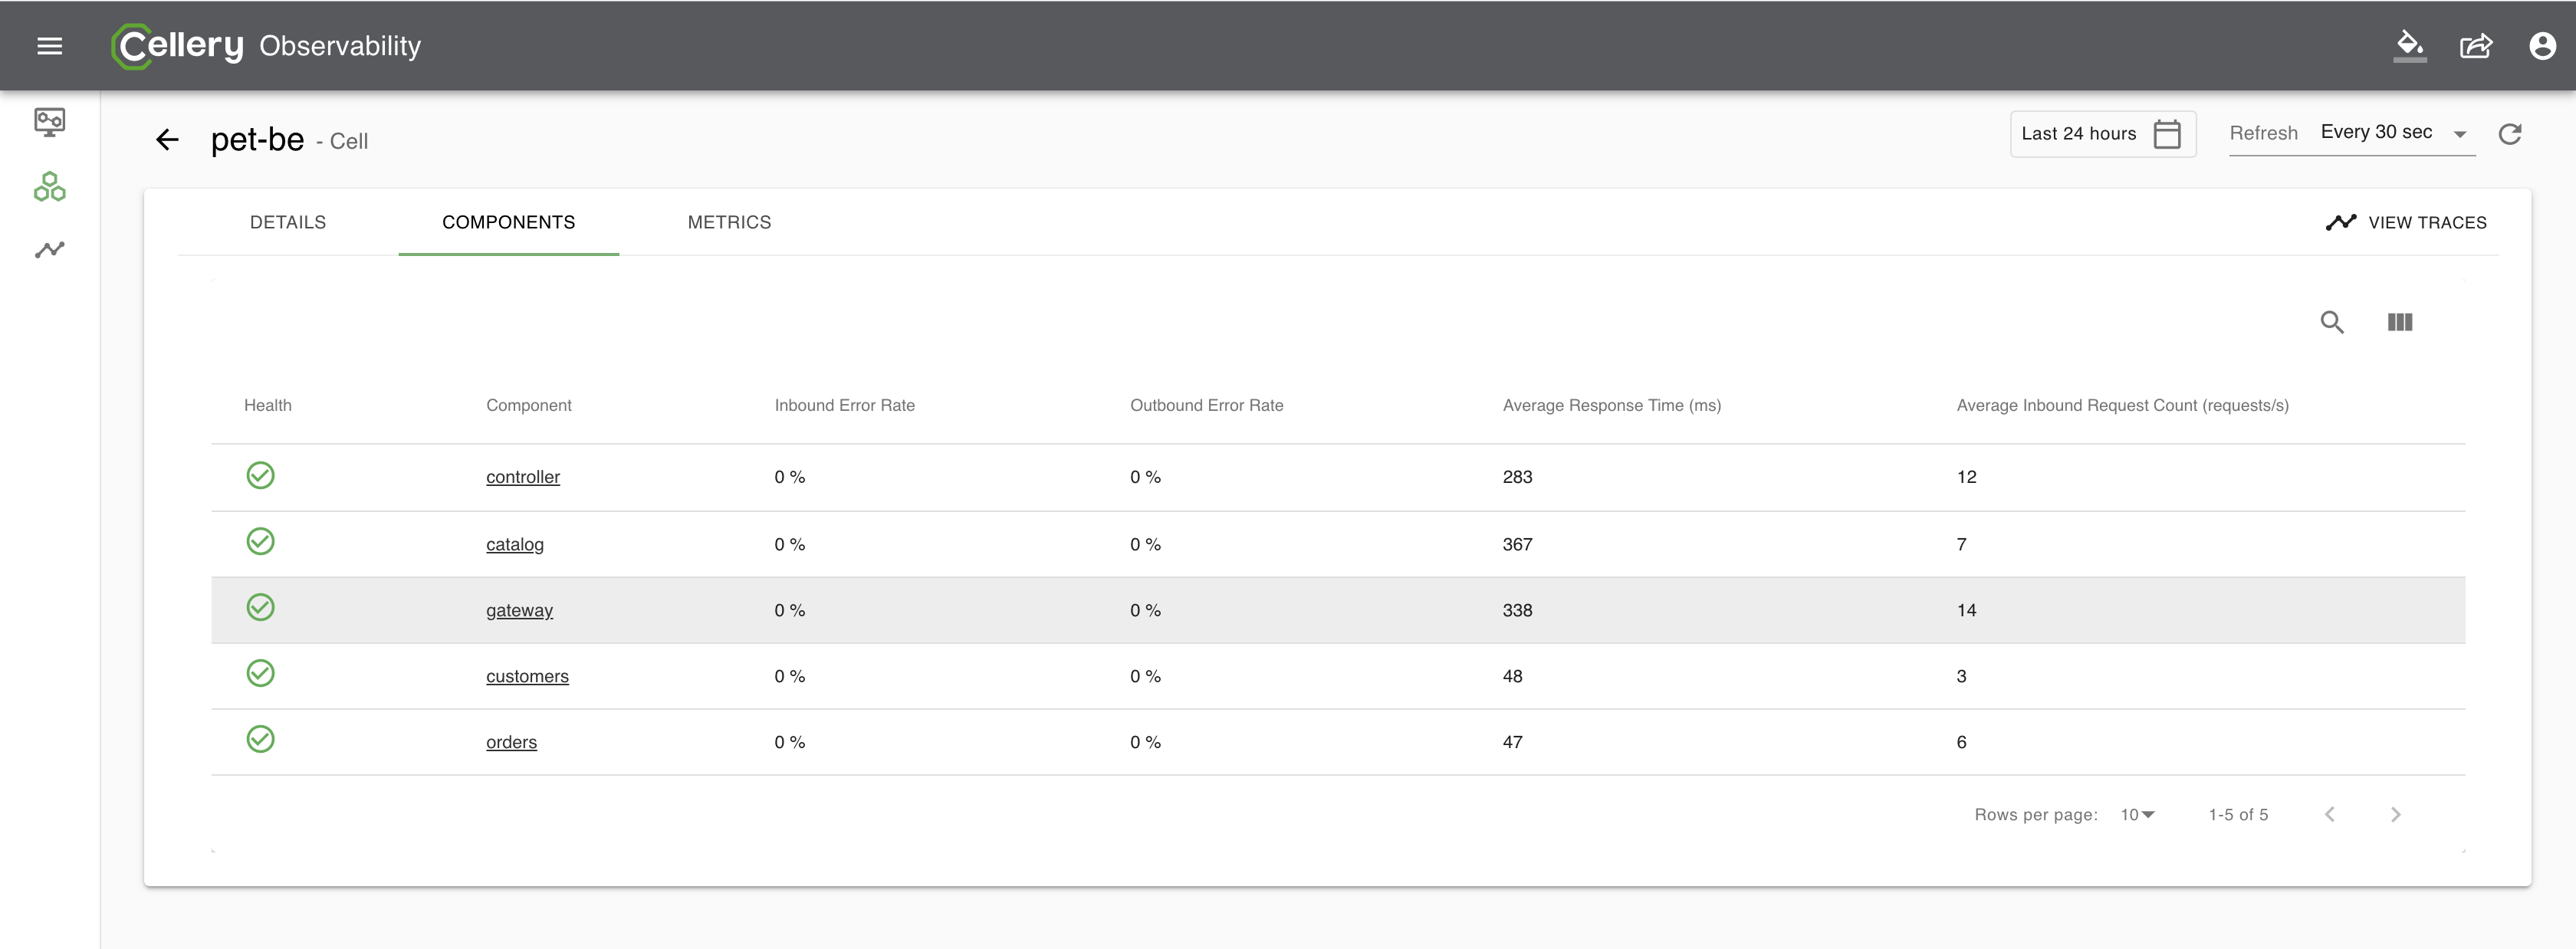 Cellery Observability
pet-be - Cell
Last 24 hours
Refresh Every 30 sec
DETAILS COMPONENTS METRICS
VIEW TRACES
Health Component Inbound Error Rate Outbound Error Rate Average Response Time (ms) Average Inbound Request Count (requests/s)
controller 0 % 0 % 283 12
catalog 0 % 0 % 367 7
gateway 0 % 0 % 338 14
customers 0 % 0 % 48 3
orders 0 % 0 % 47 6
Rows per page: 10 1-5 of 5